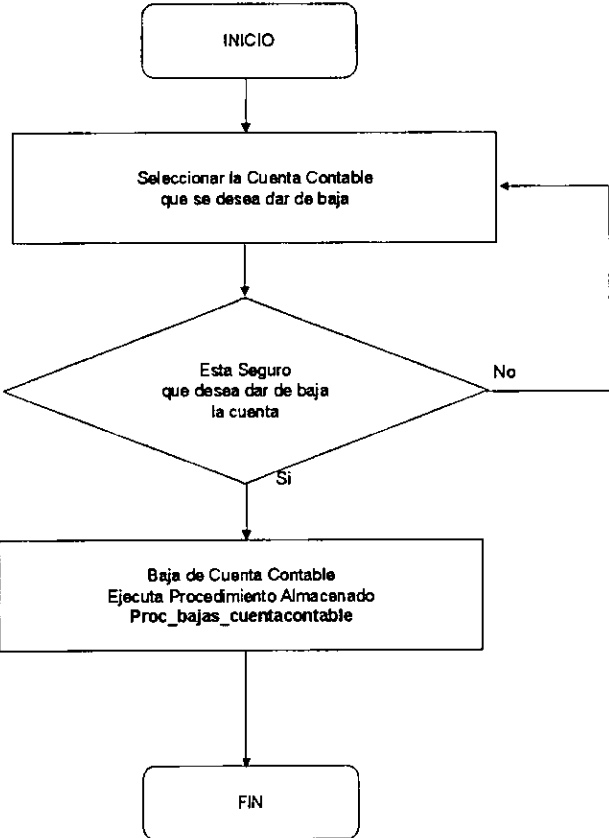 INICIO
Seleccionar la Cuenta Contable
que se desea dar de baja
Esta Seguro
que desea dar de baja
la cuenta
No
Si
Baja de Cuenta Contable
Ejecuta Procedimiento Almacenado
Proc_bajas_cuentacontable
FIN